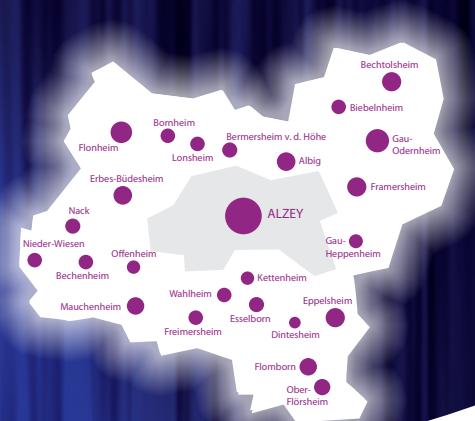 Bechtolsheim
Biebelnheim
Bornheim
Flonheim
Lonsheim
Bermersheim v. d. Höhe
Gau-
Odernheim
Albig
Erbes-Büdesheim
Framersheim
Nack
ALZEY
Nieder-Wiesen
Bechenheim
Offenheim
Gau-
Heppenheim
Kettenheim
Mauchenheim
Wahlheim
Eppelsheim
Esselborn
Freimersheim
Dintesheim
Flomborn
Ober-
Flörsheim